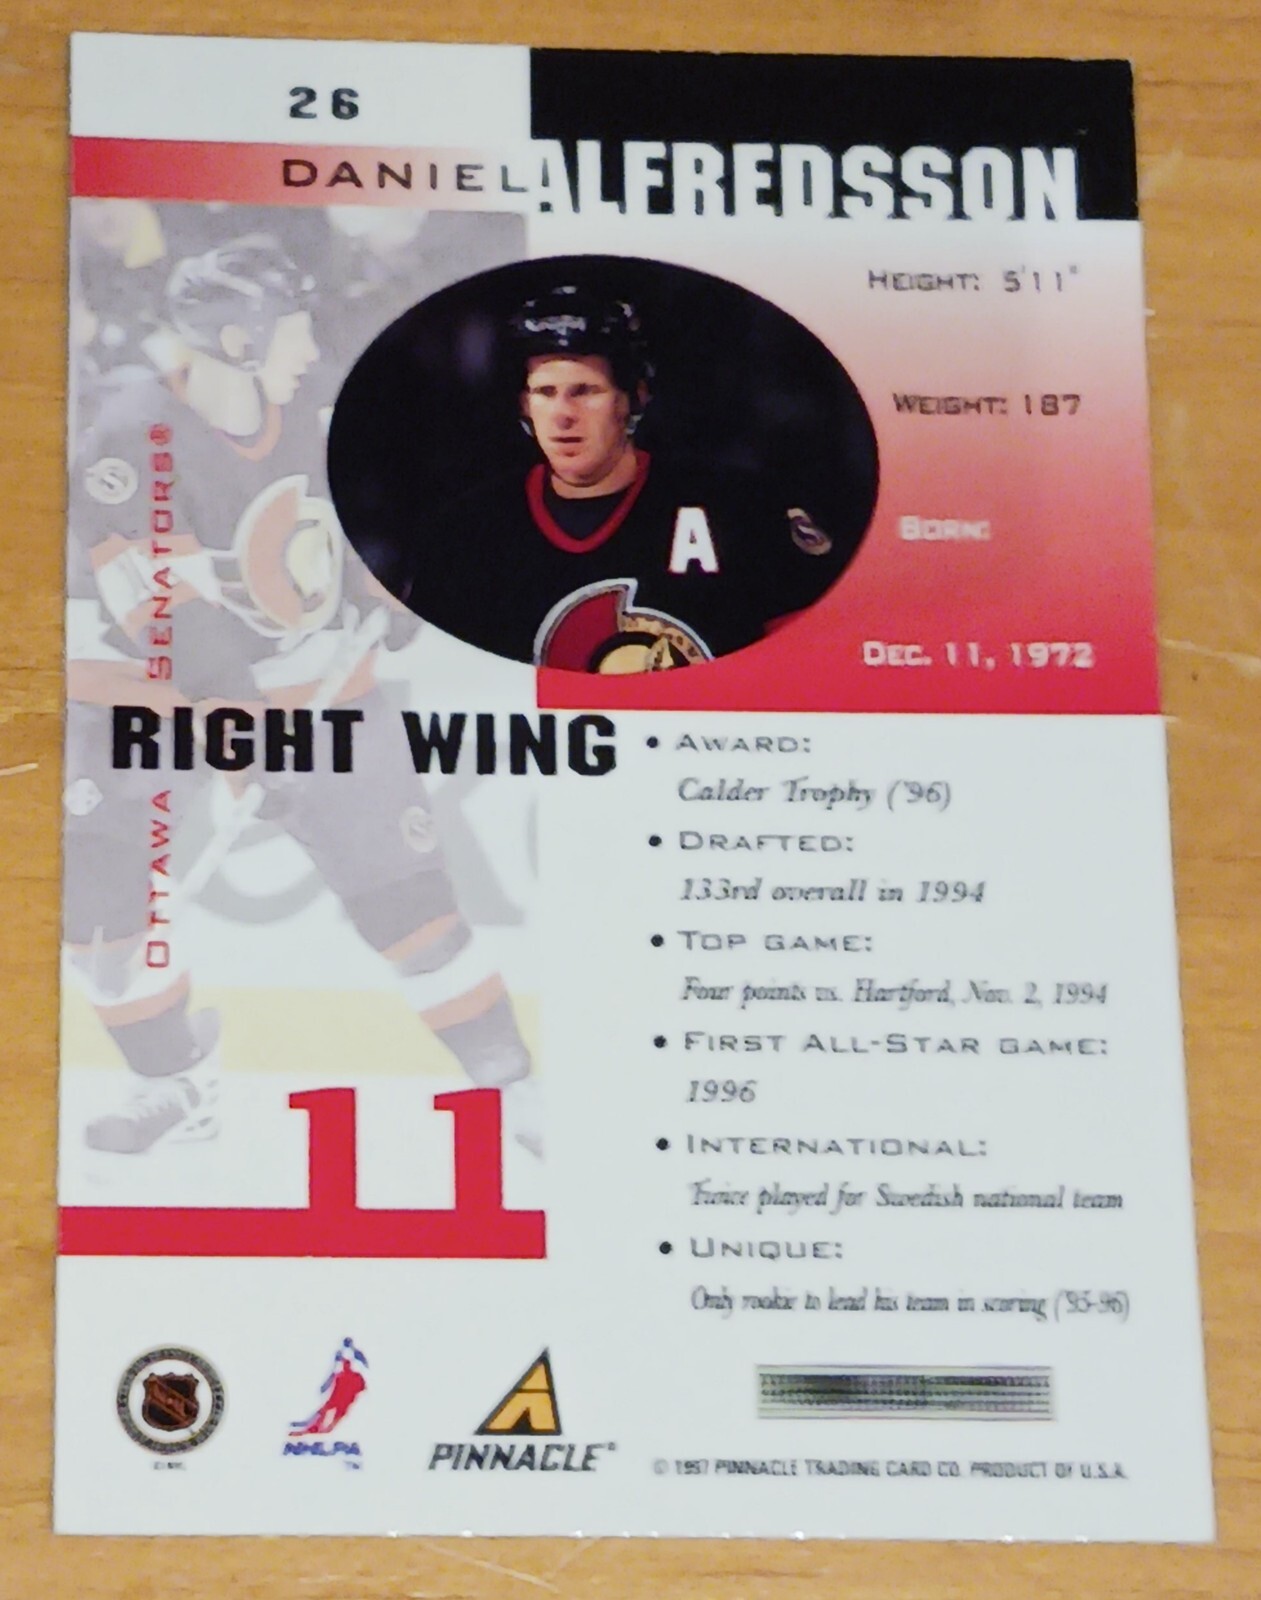 26
DANIEL ALFREDSSON
HEIGHT: 5'11"
WEIGHT: 187
BORN:
DEC. 11, 1972
A
OTTAWA SENATORS®
RIGHT WING
11
• AWARD:
Calder Trophy ('96)
• DRAFTED:
133rd overall in 1994
• TOP GAME:
Four points vs. Hartford, Nov. 2, 1994
• FIRST ALL-STAR GAME:
1996
• INTERNATIONAL:
Twice played for Swedish national team
• UNIQUE:
Only rookie to lead his team in scoring ('95-96)
NHLPA
TM
PINNACLE®
© 1997 PINNACLE TRADING CARD CO. PRODUCT OF U.S.A.